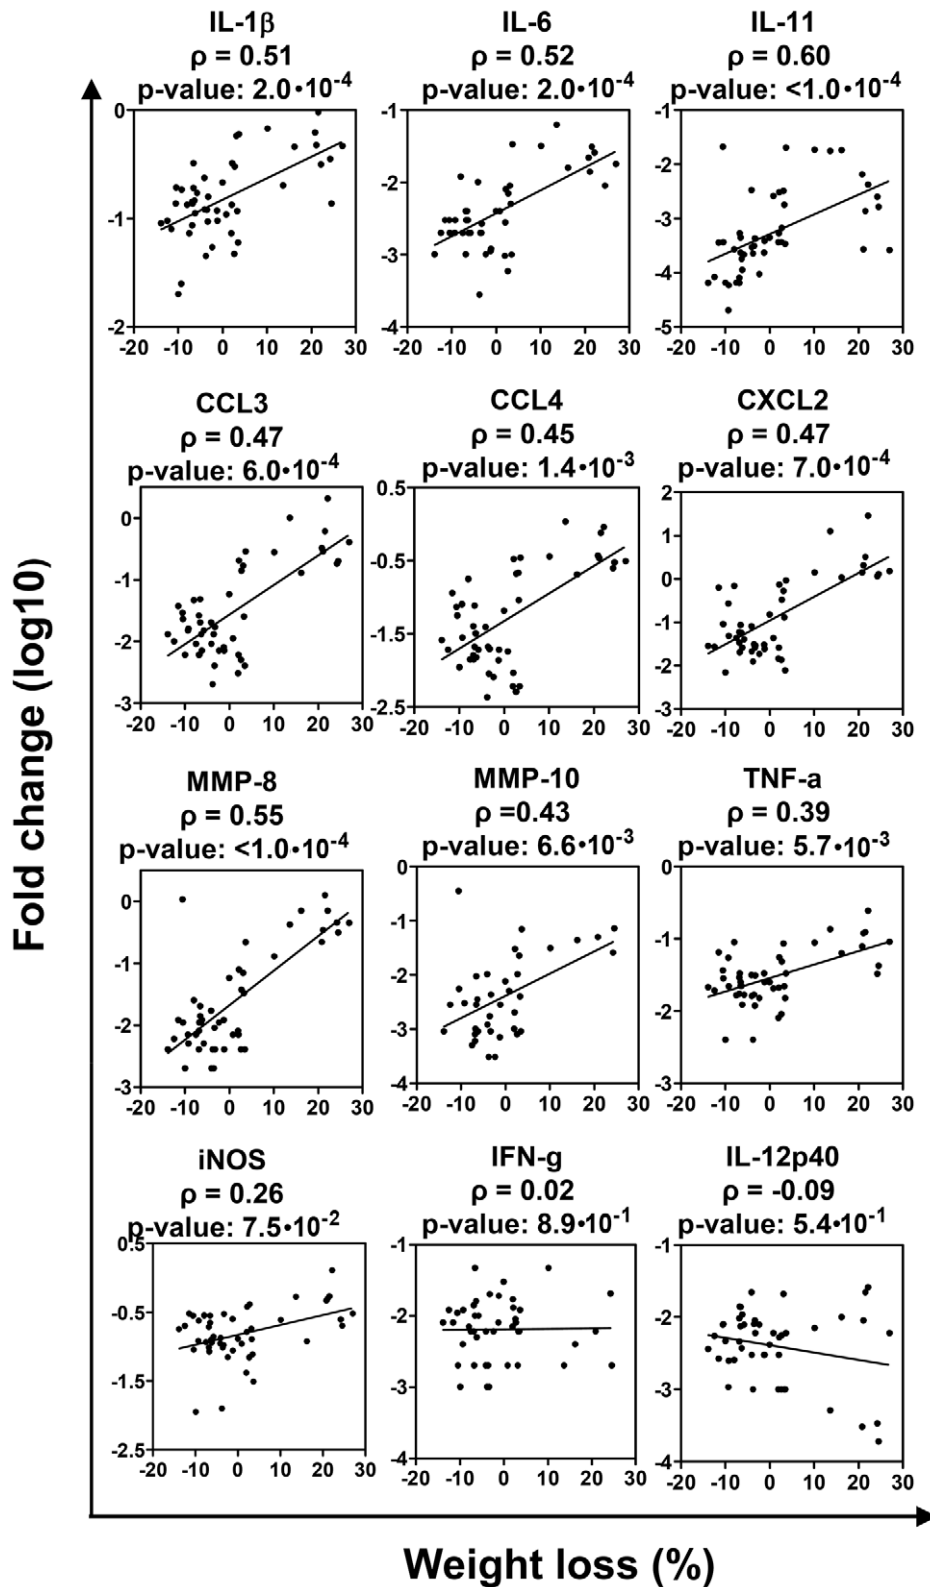 IL-1β
ρ = 0.51
p-value: 2.0•10-4
IL-6
ρ = 0.52
p-value: 2.0•10-4
IL-11
ρ = 0.60
p-value: <1.0•10-4
0
-1
-2
-20 -10 0 10 20 30
-1
-2
-3
-4
-20 -10 0 10 20 30
-1
-2
-3
-4
-5
-20 -10 0 10 20 30
CCL3
ρ = 0.47
p-value: 6.0•10-4
CCL4
ρ = 0.45
p-value: 1.4•10-3
CXCL2
ρ = 0.47
p-value: 7.0•10-4
0
-1
-2
-3
-20 -10 0 10 20 30
0.5
-0.5
-1.5
-2.5
-20 -10 0 10 20 30
2
1
0
-1
-2
-3
-20 -10 0 10 20 30
MMP-8
ρ = 0.55
p-value: <1.0•10-4
MMP-10
ρ =0.43
p-value: 6.6•10-3
TNF-a
ρ = 0.39
p-value: 5.7•10-3
0
-1
-2
-3
-20 -10 0 10 20 30
0
-1
-2
-3
-4
-20 -10 0 10 20 30
0
-1
-2
-3
-20 -10 0 10 20 30
iNOS
ρ = 0.26
p-value: 7.5•10-2
IFN-g
ρ = 0.02
p-value: 8.9•10-1
IL-12p40
ρ = -0.09
p-value: 5.4•10-1
0.5
-0.5
-1.5
-2.5
-20 -10 0 10 20 30
-1
-2
-3
-4
-20 -10 0 10 20 30
-1
-2
-3
-4
-20 -10 0 10 20 30
Fold change (log10)
Weight loss (%)